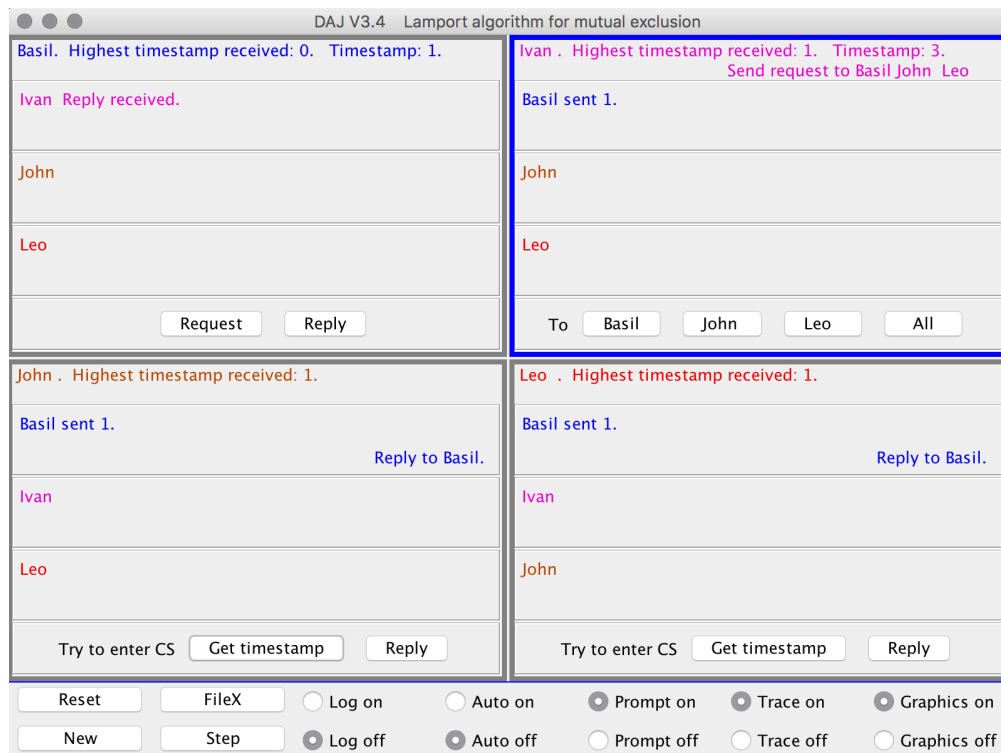 DAJ V3.4    Lamport algorithm for mutual exclusion
Basil.  Highest timestamp received: 0.   Timestamp: 1.
Ivan  Reply received.
John
Leo
Request Reply
Ivan .  Highest timestamp received: 1.   Timestamp: 3.
Send request to Basil John  Leo
Basil sent 1.
John
Leo
To Basil John Leo All
John .  Highest timestamp received: 1.
Basil sent 1.
Reply to Basil.
Ivan
Leo
Try to enter CS Get timestamp Reply
Leo  .  Highest timestamp received: 1.
Basil sent 1.
Reply to Basil.
Ivan
John
Try to enter CS Get timestamp Reply
Reset FileX Log on Auto on Prompt on Trace on Graphics on
New Step Log off Auto off Prompt off Trace off Graphics off